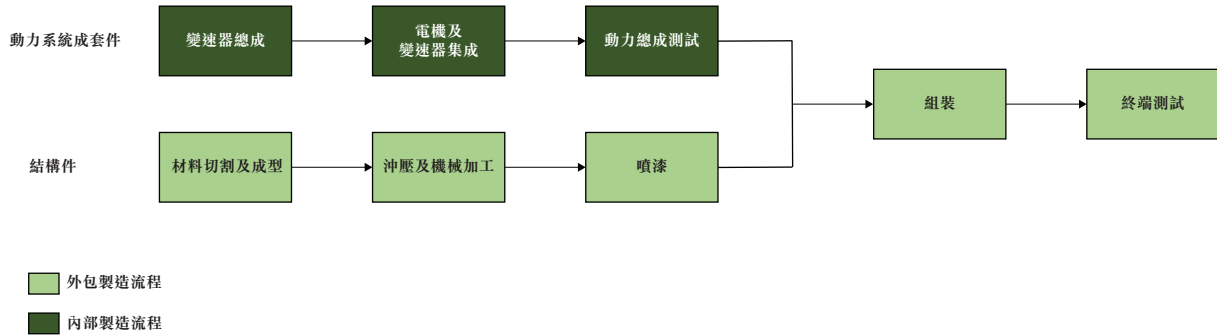 動力系統成套件
變速器總成
電機及
變速器集成
動力總成測試
組裝
終端測試
結構件
材料切割及成型
沖壓及機械加工
噴漆
外包製造流程
內部製造流程